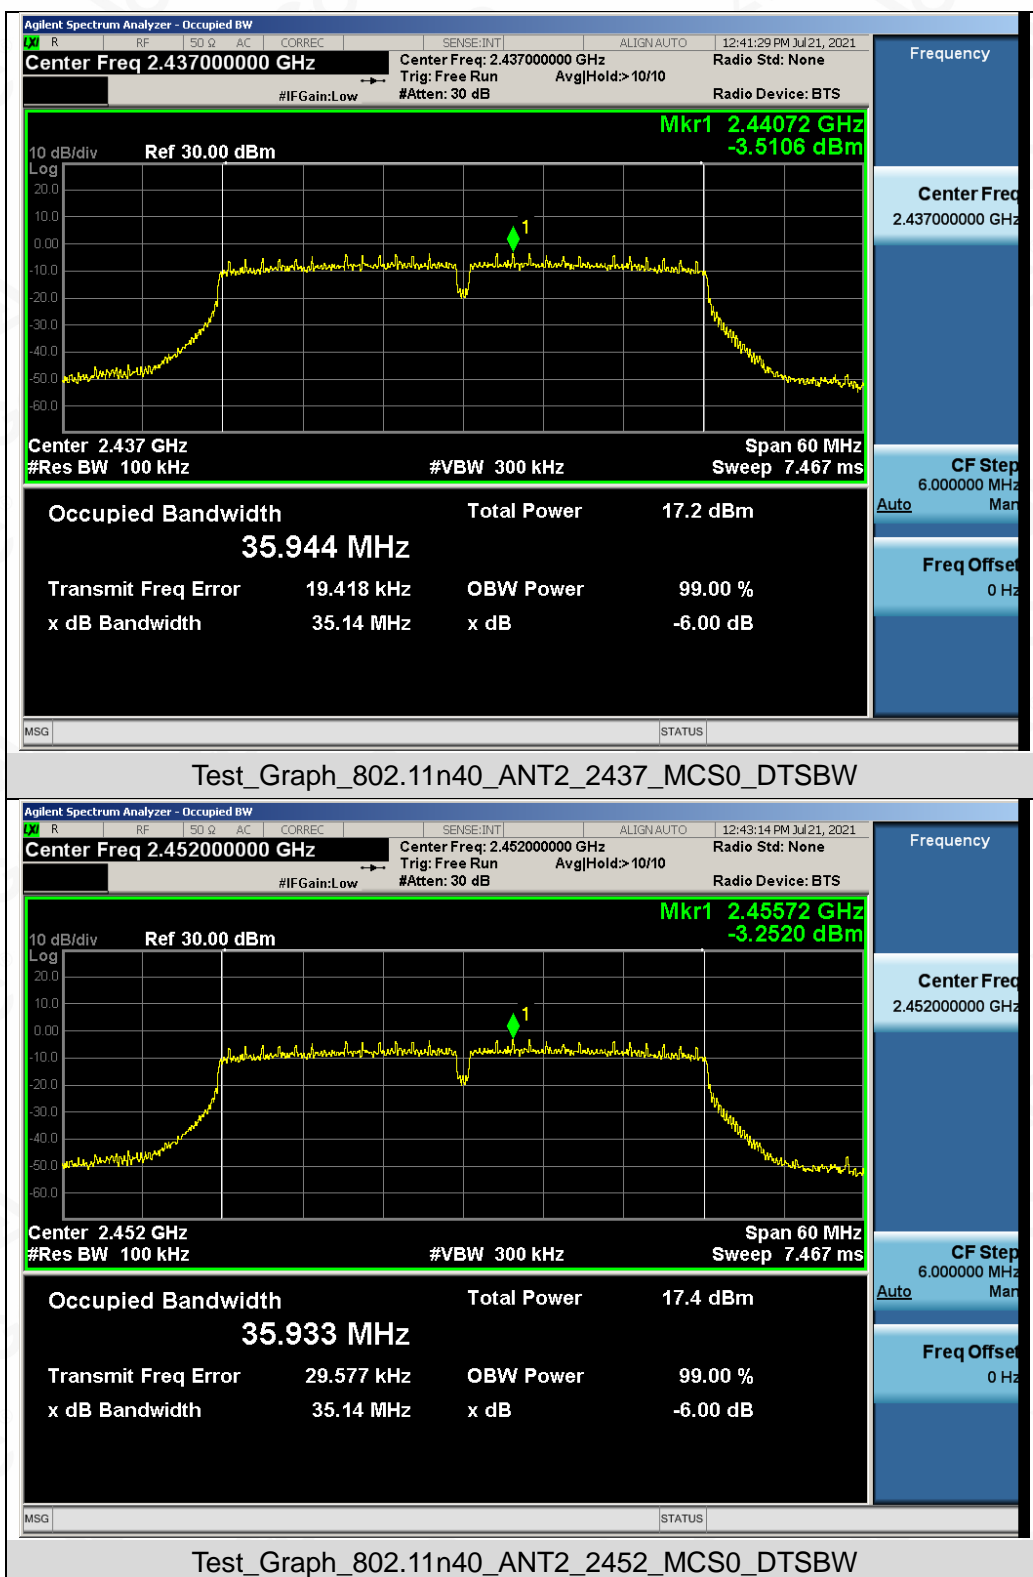 Agilent Spectrum Analyzer - Occupied BW
LXI R RF 50 Ω AC CORREC SENSE:INT ALIGN AUTO 12:41:29 PM Jul 21, 2021
Center Freq 2.437000000 GHz Center Freq: 2.437000000 GHz Radio Std: None
Trig: Free Run Avg|Hold:> 10/10
#IFGain:Low #Atten: 30 dB Radio Device: BTS
Mkr1 2.44072 GHz
-3.5106 dBm
10 dB/div Ref 30.00 dBm
Log
20.0
10.0
0.00
-10.0
-20.0
-30.0
-40.0
-50.0
-60.0
1
Center 2.437 GHz Span 60 MHz
#Res BW 100 kHz #VBW 300 kHz Sweep 7.467 ms
Occupied Bandwidth Total Power 17.2 dBm
35.944 MHz
Transmit Freq Error 19.418 kHz OBW Power 99.00 %
x dB Bandwidth 35.14 MHz x dB -6.00 dB
MSG STATUS
Frequency
Center Freq
2.437000000 GHz
CF Step
6.000000 MHz
Auto Man
Freq Offset
0 Hz
Test_Graph_802.11n40_ANT2_2437_MCS0_DTSBW
Agilent Spectrum Analyzer - Occupied BW
LXI R RF 50 Ω AC CORREC SENSE:INT ALIGN AUTO 12:43:14 PM Jul 21, 2021
Center Freq 2.452000000 GHz Center Freq: 2.452000000 GHz Radio Std: None
Trig: Free Run Avg|Hold:> 10/10
#IFGain:Low #Atten: 30 dB Radio Device: BTS
Mkr1 2.45572 GHz
-3.2520 dBm
10 dB/div Ref 30.00 dBm
Log
20.0
10.0
0.00
-10.0
-20.0
-30.0
-40.0
-50.0
-60.0
1
Center 2.452 GHz Span 60 MHz
#Res BW 100 kHz #VBW 300 kHz Sweep 7.467 ms
Occupied Bandwidth Total Power 17.4 dBm
35.933 MHz
Transmit Freq Error 29.577 kHz OBW Power 99.00 %
x dB Bandwidth 35.14 MHz x dB -6.00 dB
MSG STATUS
Frequency
Center Freq
2.452000000 GHz
CF Step
6.000000 MHz
Auto Man
Freq Offset
0 Hz
Test_Graph_802.11n40_ANT2_2452_MCS0_DTSBW